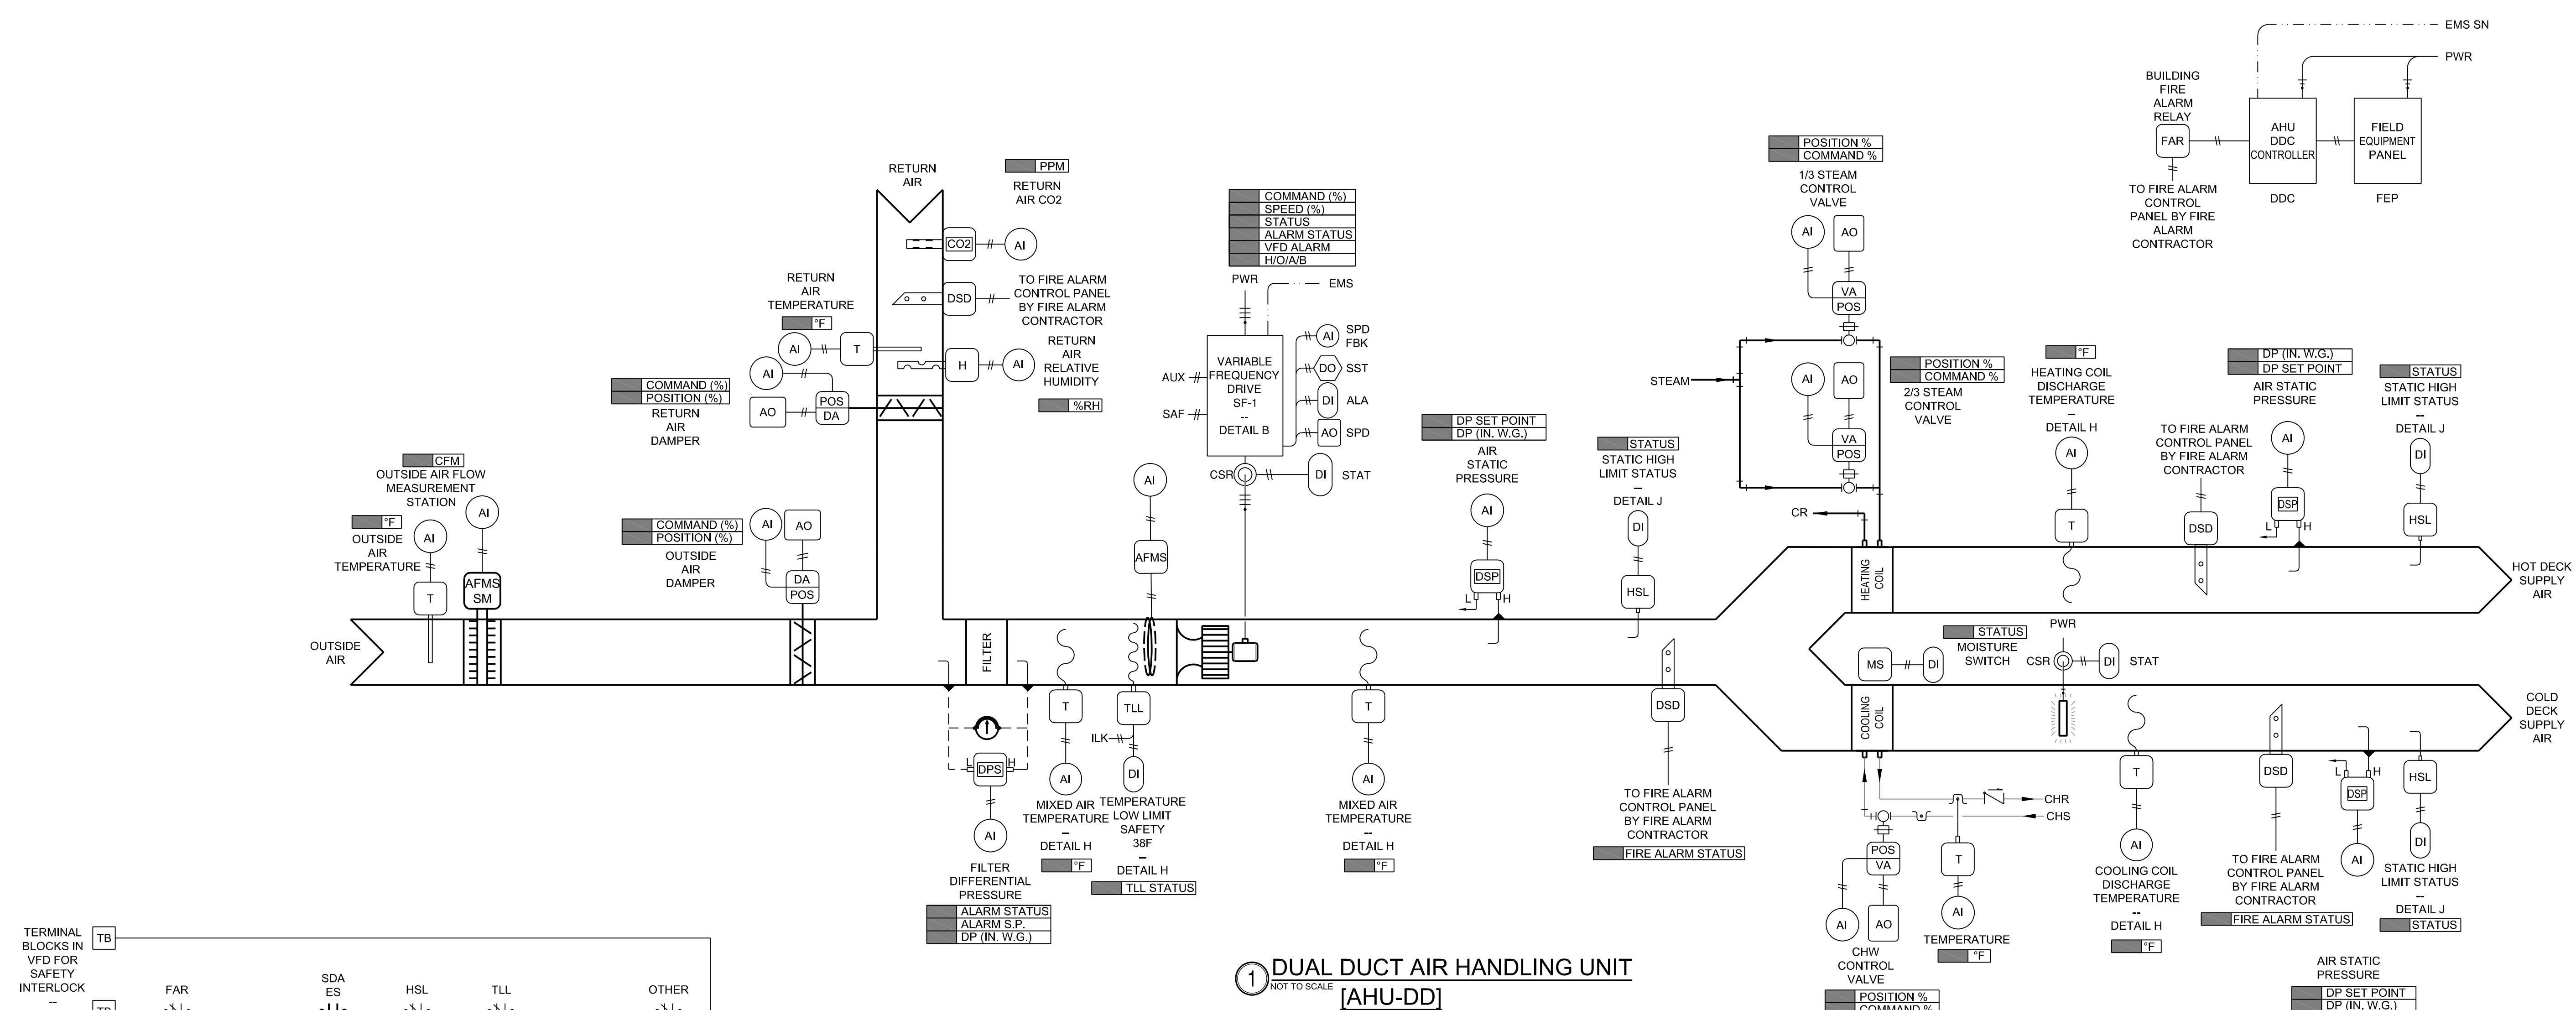 EMS SN
PWR
BUILDING
FIRE
ALARM
RELAY
FAR
AHU
DDC
CONTROLLER
FIELD
EQUIPMENT
PANEL
DDC
FEP
TO FIRE ALARM
CONTROL
PANEL BY FIRE
ALARM
CONTRACTOR
RETURN
AIR
PPM
RETURN
AIR CO2
CO2
AI
DSD
TO FIRE ALARM
CONTROL PANEL
BY FIRE ALARM
CONTRACTOR
RETURN
AIR
TEMPERATURE
°F
AI
T
H
AI
RETURN
AIR
RELATIVE
HUMIDITY
%RH
AI
COMMAND (%)
POSITION (%)
RETURN
AIR
DAMPER
AO
POS
DA
COMMAND (%)
SPEED (%)
STATUS
ALARM STATUS
VFD ALARM
H/O/A/B
PWR
EMS
VARIABLE
FREQUENCY
DRIVE
SF-1
--
DETAIL B
AUX
SAF
AI
SPD
FBK
DO
SST
DI
ALA
AO
SPD
CSR
DI
STAT
POSITION %
COMMAND %
1/3 STEAM
CONTROL
VALVE
AI
AO
VA
POS
STEAM
AI
AO
VA
POS
POSITION %
COMMAND %
2/3 STEAM
CONTROL
VALVE
CR
°F
HEATING COIL
DISCHARGE
TEMPERATURE
--
DETAIL H
AI
T
TO FIRE ALARM
CONTROL PANEL
BY FIRE ALARM
CONTRACTOR
DSD
DP (IN. W.G.)
DP SET POINT
AIR STATIC
PRESSURE
AI
DSP
L
H
STATUS
STATIC HIGH
LIMIT STATUS
--
DETAIL J
DI
HSL
CFM
OUTSIDE AIR FLOW
MEASUREMENT
STATION
AI
°F
OUTSIDE
AIR
TEMPERATURE
AI
T
AFMS
SM
COMMAND (%)
POSITION (%)
OUTSIDE
AIR
DAMPER
AI
AO
DA
POS
AI
AFMS
DP SET POINT
DP (IN. W.G.)
AIR
STATIC
PRESSURE
AI
DSP
L
H
STATUS
STATIC HIGH
LIMIT STATUS
--
DETAIL J
DI
HSL
HEATING
COIL
HOT DECK
SUPPLY
AIR
OUTSIDE
AIR
FILTER
STATUS
MOISTURE
SWITCH
MS
DI
PWR
CSR
DI
STAT
COOLING
COIL
COLD
DECK
SUPPLY
AIR
L
H
DPS
AI
FILTER
DIFFERENTIAL
PRESSURE
ALARM STATUS
ALARM S.P.
DP (IN. W.G.)
T
AI
MIXED AIR
TEMPERATURE
--
DETAIL H
°F
TLL
ILK
DI
TEMPERATURE
LOW LIMIT
SAFETY
38F
--
DETAIL H
TLL STATUS
T
AI
MIXED AIR
TEMPERATURE
--
DETAIL H
°F
DSD
TO FIRE ALARM
CONTROL PANEL
BY FIRE ALARM
CONTRACTOR
FIRE ALARM STATUS
CHR
CHS
POS
VA
AI
AO
CHW
CONTROL
VALVE
POSITION %
COMMAND %
T
AI
TEMPERATURE
°F
T
AI
COOLING COIL
DISCHARGE
TEMPERATURE
--
DETAIL H
°F
DSD
TO FIRE ALARM
CONTROL PANEL
BY FIRE ALARM
CONTRACTOR
FIRE ALARM STATUS
L
H
DSP
AI
AIR STATIC
PRESSURE
DP SET POINT
DP (IN. W.G.)
HSL
DI
STATIC HIGH
LIMIT STATUS
--
DETAIL J
STATUS
TERMINAL
BLOCKS IN
VFD FOR
SAFETY
INTERLOCK
--
TB
TB
FAR
SDA
ES
HSL
TLL
OTHER
1
DUAL DUCT AIR HANDLING UNIT
NOT TO SCALE
[AHU-DD]